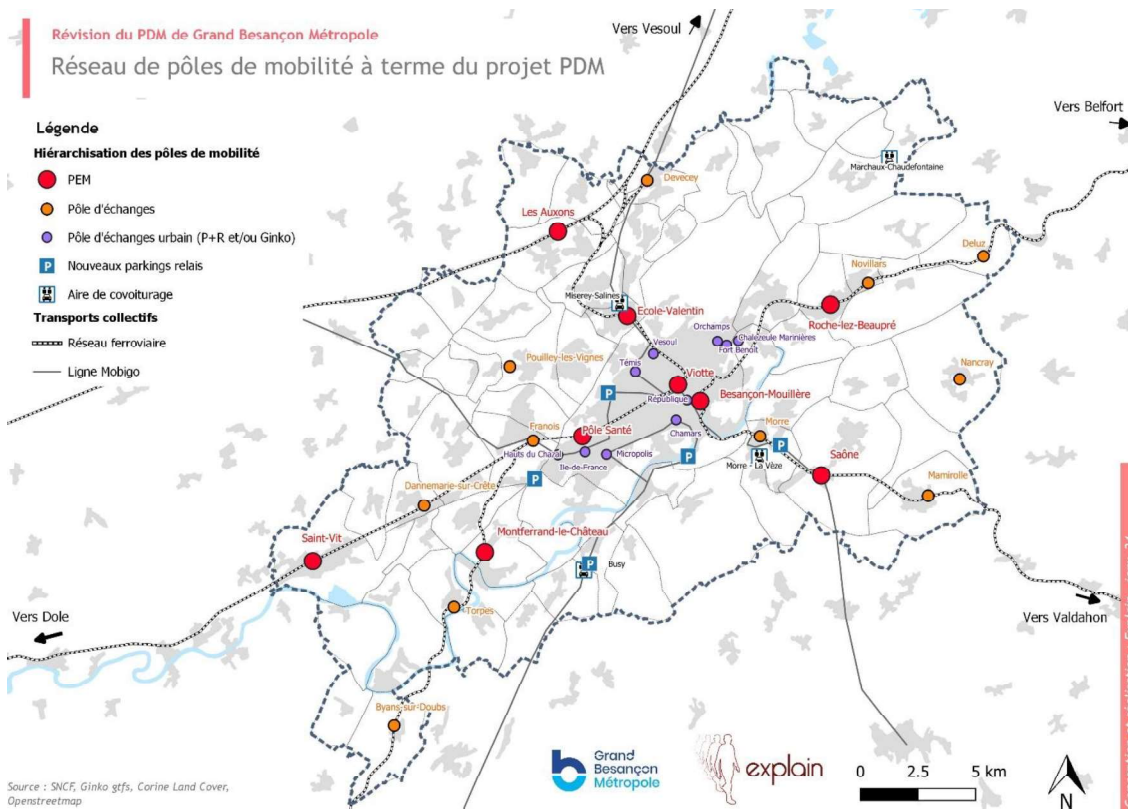 Révision du PDM de Grand Besançon Métropole
Réseau de pôles de mobilité à terme du projet PDM
Légende
Hiérarchisation des pôles de mobilité
PEM
Pôle d'échanges
Pôle d'échanges urbain (P+R et/ou Ginko)
P Nouveaux parkings relais
Aire de covoiturage
Transports collectifs
Réseau ferroviaire
Ligne Mobigo
Vers Vesoul
Vers Belfort
Marchaux-Chaudefontaine
Devecey
Les Auxons
Deluz
Novillars
Miserey-Salines
Ecole-Valentin
Roche-lez-Beaupré
Orchamps
Chalezeule Marinières
Fort Benoît
Vesoul
Pouilley-les-Vignes
Témis
Nancray
Viotte
P
République
Besançon-Mouillère
Chamars
Pôle Santé
Morre
Franois
P
Hauts du Chazal
Micropolis
P
Ile-de-France
Morre - La Vèze
Saône
P
Dannemarie-sur-Crète
Mamirolle
Montferrand-le-Château
Saint-Vit
P
Busy
Torpes
Vers Dole
Vers Valdahon
Byans-sur-Doubs
Grand
Besançon
Métropole
explain
0 2.5 5 km
N
Source : SNCF, Ginko gtfs, Corine Land Cover,
Openstreetmap